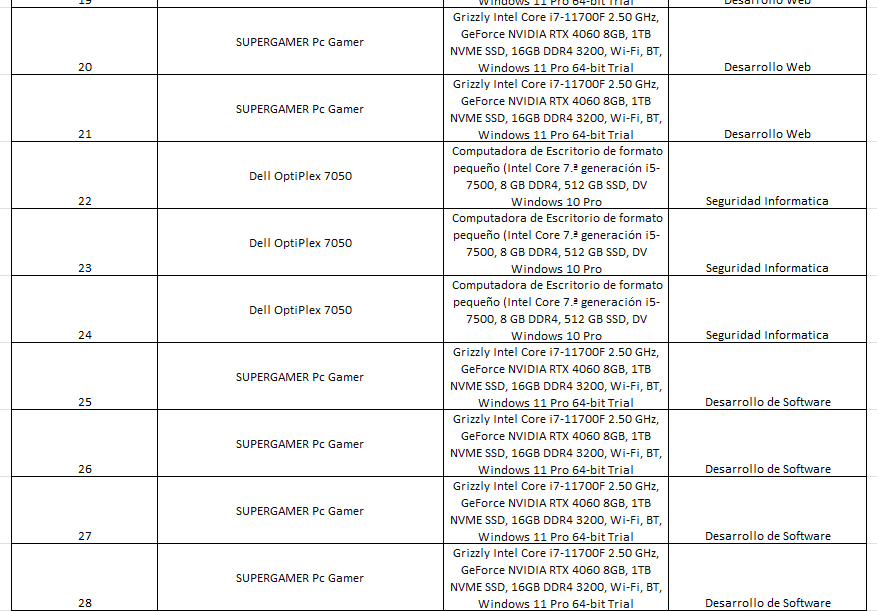 19
Windows 11 Pro 64-bit Trial
Desarrollo Web
20
SUPERGAMER Pc Gamer
Grizzly Intel Core i7-11700F 2.50 GHz,
GeForce NVIDIA RTX 4060 8GB, 1TB
NVME SSD, 16GB DDR4 3200, Wi-Fi, BT,
Windows 11 Pro 64-bit Trial
Desarrollo Web
21
SUPERGAMER Pc Gamer
Grizzly Intel Core i7-11700F 2.50 GHz,
GeForce NVIDIA RTX 4060 8GB, 1TB
NVME SSD, 16GB DDR4 3200, Wi-Fi, BT,
Windows 11 Pro 64-bit Trial
Desarrollo Web
22
Dell OptiPlex 7050
Computadora de Escritorio de formato
pequeño (Intel Core 7.ª generación i5-
7500, 8 GB DDR4, 512 GB SSD, DV
Windows 10 Pro
Seguridad Informatica
23
Dell OptiPlex 7050
Computadora de Escritorio de formato
pequeño (Intel Core 7.ª generación i5-
7500, 8 GB DDR4, 512 GB SSD, DV
Windows 10 Pro
Seguridad Informatica
24
Dell OptiPlex 7050
Computadora de Escritorio de formato
pequeño (Intel Core 7.ª generación i5-
7500, 8 GB DDR4, 512 GB SSD, DV
Windows 10 Pro
Seguridad Informatica
25
SUPERGAMER Pc Gamer
Grizzly Intel Core i7-11700F 2.50 GHz,
GeForce NVIDIA RTX 4060 8GB, 1TB
NVME SSD, 16GB DDR4 3200, Wi-Fi, BT,
Windows 11 Pro 64-bit Trial
Desarrollo de Software
26
SUPERGAMER Pc Gamer
Grizzly Intel Core i7-11700F 2.50 GHz,
GeForce NVIDIA RTX 4060 8GB, 1TB
NVME SSD, 16GB DDR4 3200, Wi-Fi, BT,
Windows 11 Pro 64-bit Trial
Desarrollo de Software
27
SUPERGAMER Pc Gamer
Grizzly Intel Core i7-11700F 2.50 GHz,
GeForce NVIDIA RTX 4060 8GB, 1TB
NVME SSD, 16GB DDR4 3200, Wi-Fi, BT,
Windows 11 Pro 64-bit Trial
Desarrollo de Software
28
SUPERGAMER Pc Gamer
Grizzly Intel Core i7-11700F 2.50 GHz,
GeForce NVIDIA RTX 4060 8GB, 1TB
NVME SSD, 16GB DDR4 3200, Wi-Fi, BT,
Windows 11 Pro 64-bit Trial
Desarrollo de Software